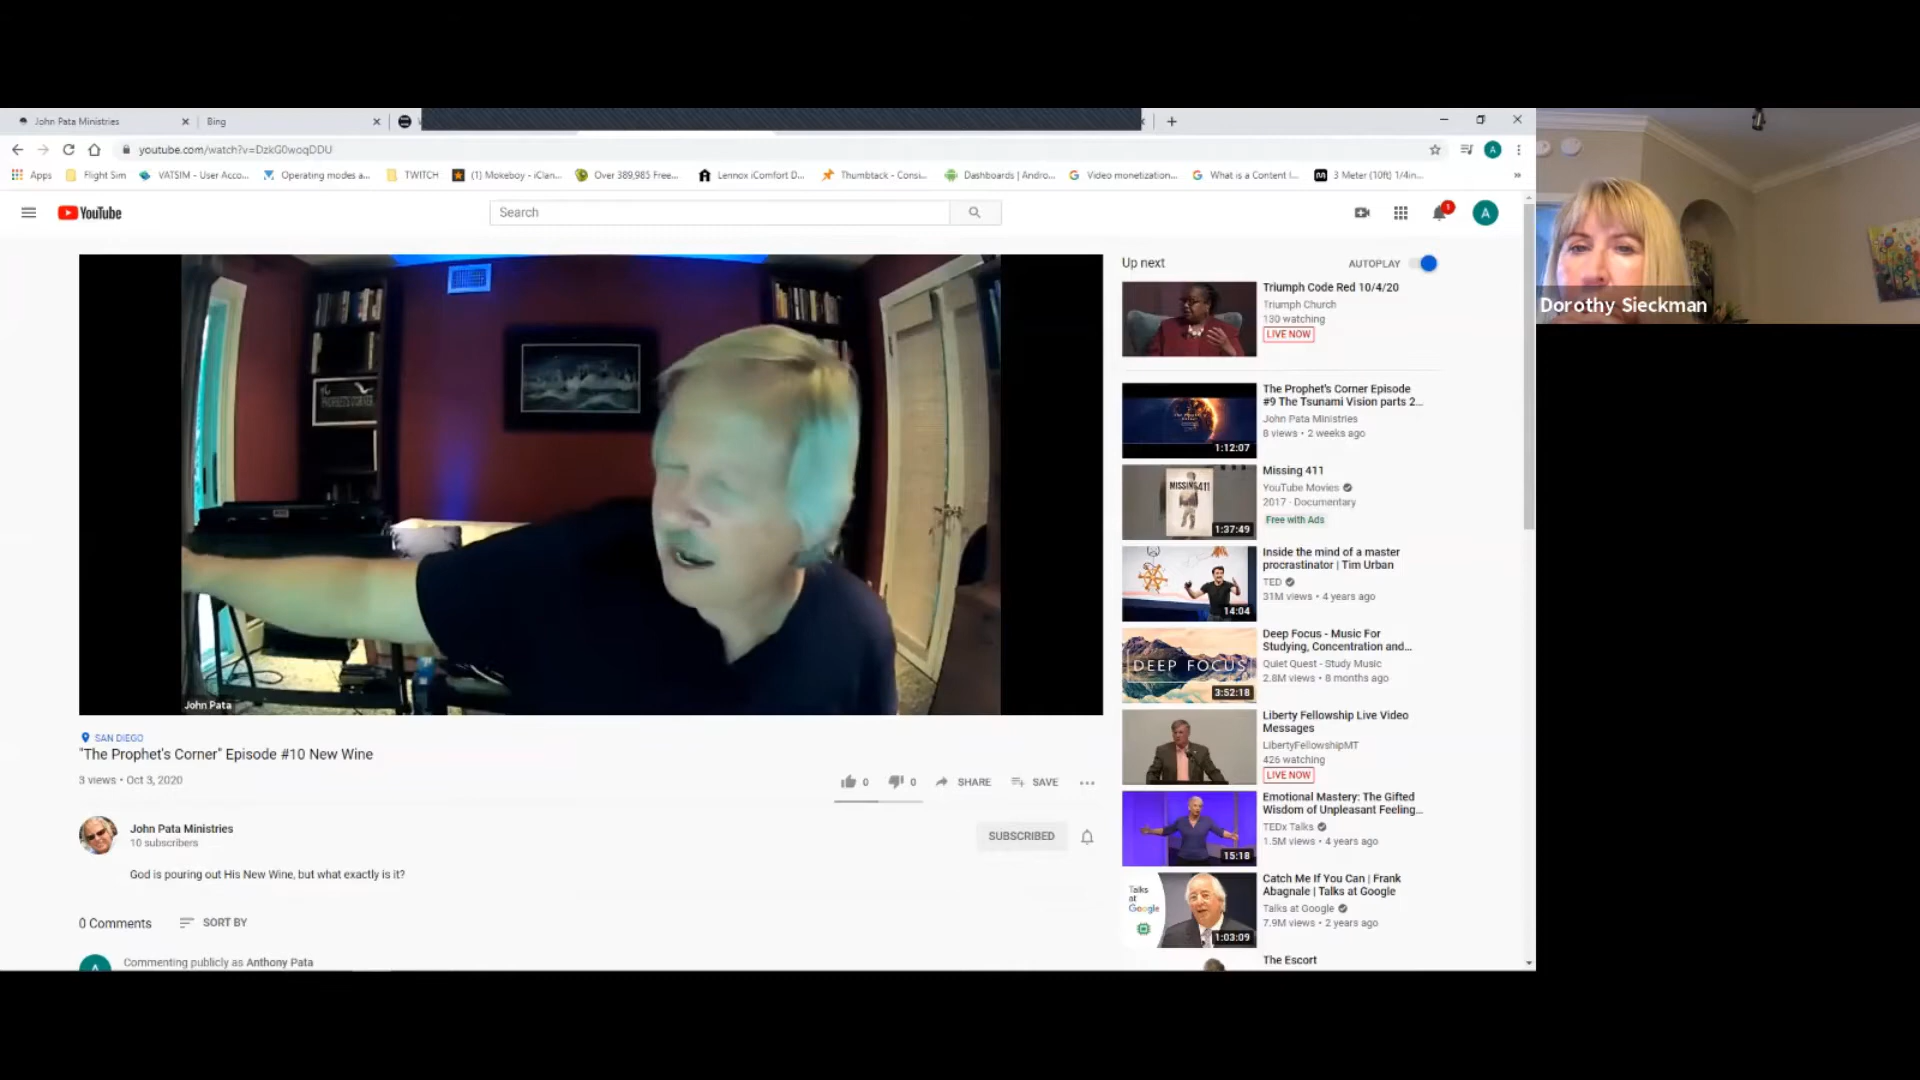 John Pata Ministries
Bing
youtube.com/watch?v=DzkG0woqDDU
Apps
Flight Sim
VATSIM - User Acco...
Operating modes a...
TWITCH
(1) Mokeboy - iClan...
Over 389,985 Free...
Lennox iComfort D...
Thumbtack - Consi...
Dashboards | Andro...
Video monetization...
What is a Content I...
3 Meter (10ft) 1/4in...
YouTube
Search
1
A
A
THE PROPHET'S CORNER
John Pata
SAN DIEGO
"The Prophet's Corner" Episode #10 New Wine
3 views • Oct 3, 2020
0
0
SHARE
SAVE
John Pata Ministries
10 subscribers
SUBSCRIBED
God is pouring out His New Wine, but what exactly is it?
0 Comments
SORT BY
A
Commenting publicly as Anthony Pata
Up next
AUTOPLAY
Triumph Code Red 10/4/20
Triumph Church
130 watching
LIVE NOW
The Prophet's Corner Episode
#9 The Tsunami Vision parts 2...
John Pata Ministries
8 views • 2 weeks ago
1:12:07
MISSING 411
Missing 411
YouTube Movies
2017 · Documentary
Free with Ads
1:37:49
Inside the mind of a master
procrastinator | Tim Urban
TED
31M views • 4 years ago
14:04
DEEP FOCUS
Deep Focus - Music For
Studying, Concentration and...
Quiet Quest - Study Music
2.8M views • 8 months ago
3:52:18
Liberty Fellowship Live Video
Messages
LibertyFellowshipMT
426 watching
LIVE NOW
Emotional Mastery: The Gifted
Wisdom of Unpleasant Feeling...
TEDx Talks
1.5M views • 4 years ago
15:18
Talks
at
Google
Catch Me If You Can | Frank
Abagnale | Talks at Google
Talks at Google
7.9M views • 2 years ago
1:03:09
The Escort
Dorothy Sieckman